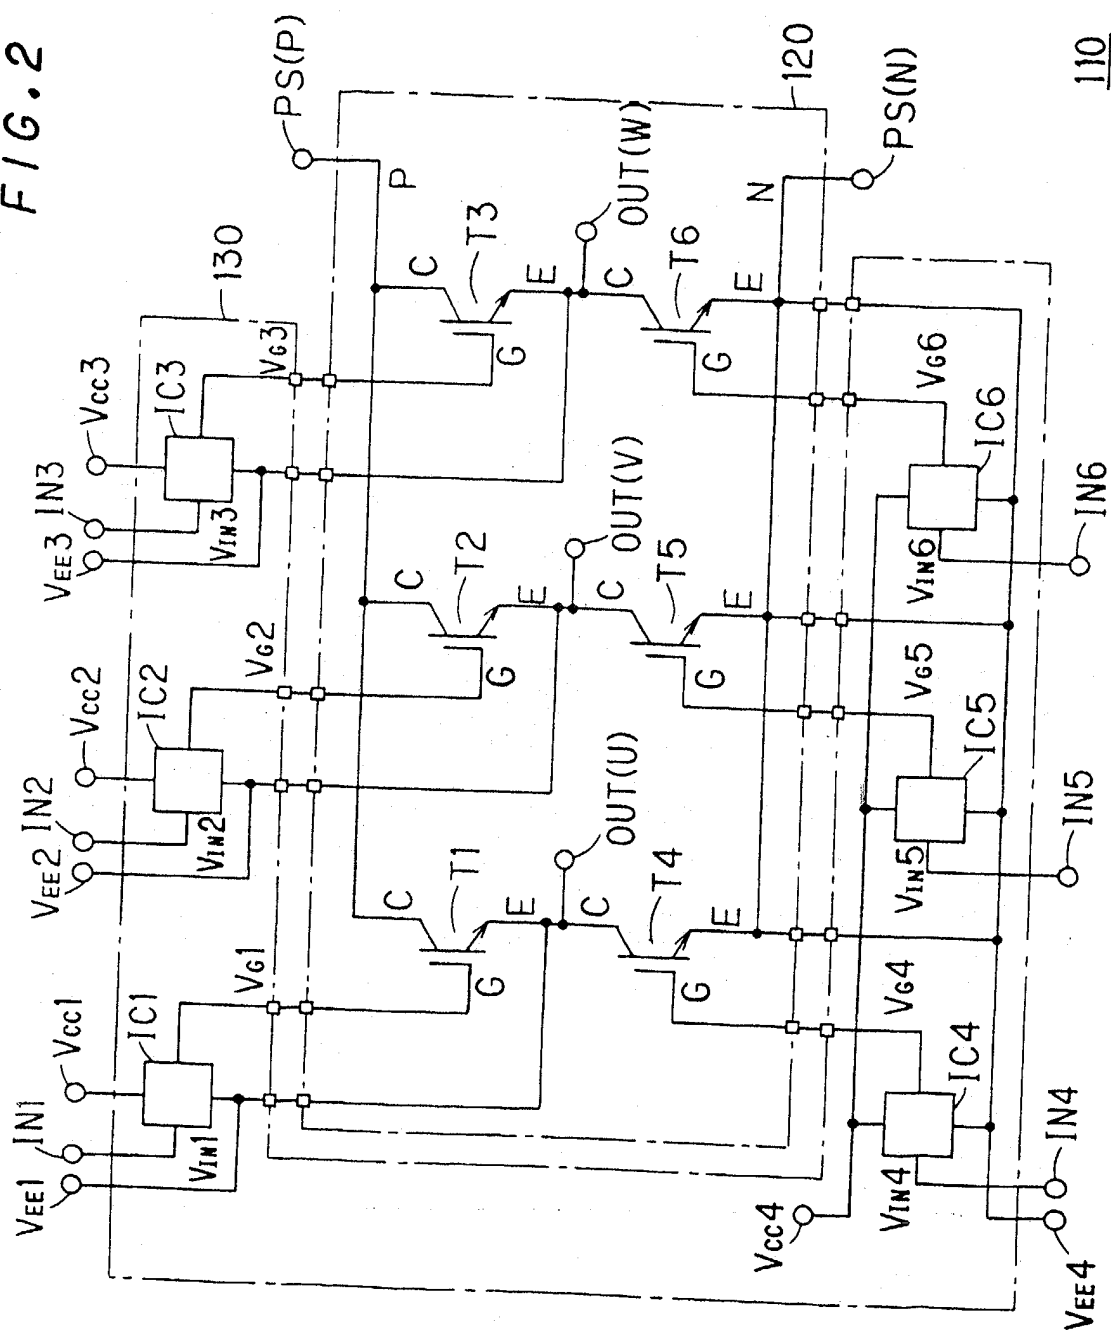 FIG.2
110
VEE1
IN1
Vcc1
VEE2
IN2
Vcc2
VEE3
IN3
Vcc3
130
IC1
IC2
IC3
VIN1
VG1
VIN2
VG2
VIN3
VG3
PS(P)
P
C
T1
G
E
C
T2
G
E
C
T3
G
E
OUT(U)
OUT(V)
OUT(W)
C
T4
G
E
C
T5
G
E
C
T6
G
E
N
120
PS(N)
Vcc4
VIN4
VG4
IC4
VIN5
VG5
IC5
VIN6
VG6
IC6
VEE4
IN4
IN5
IN6